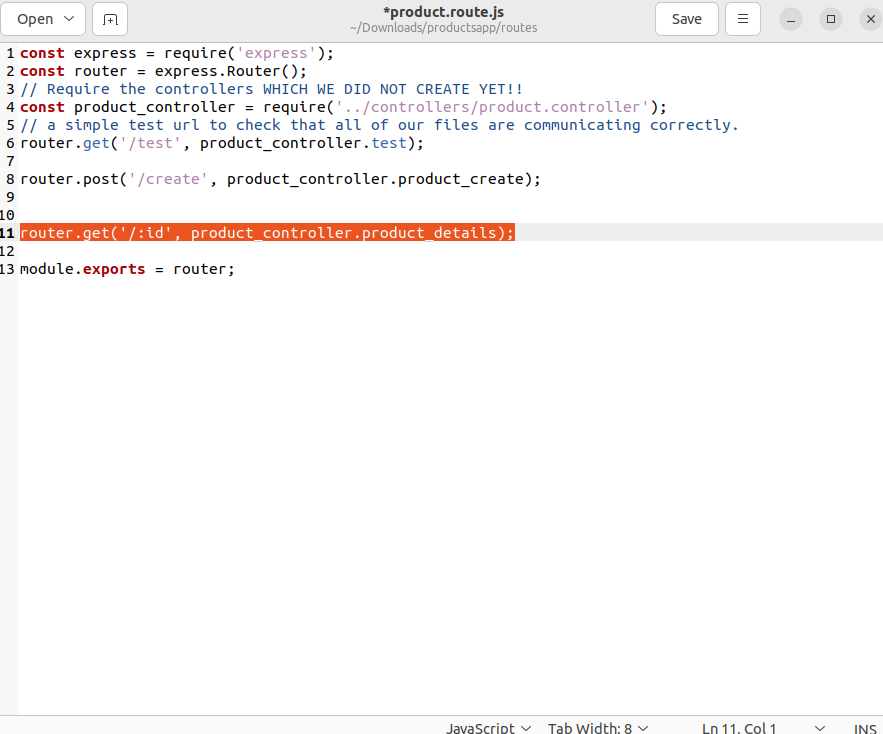 Open
*product.route.js
~/Downloads/productsapp/routes
Save
1 const express = require('express');
2 const router = express.Router();
3 // Require the controllers WHICH WE DID NOT CREATE YET!!
4 const product_controller = require('../controllers/product.controller');
5 // a simple test url to check that all of our files are communicating correctly.
6 router.get('/test', product_controller.test);
7
8 router.post('/create', product_controller.product_create);
9
10
11 router.get('/:id', product_controller.product_details);
12
13 module.exports = router;
JavaScript Tab Width: 8 Ln 11, Col 1 INS